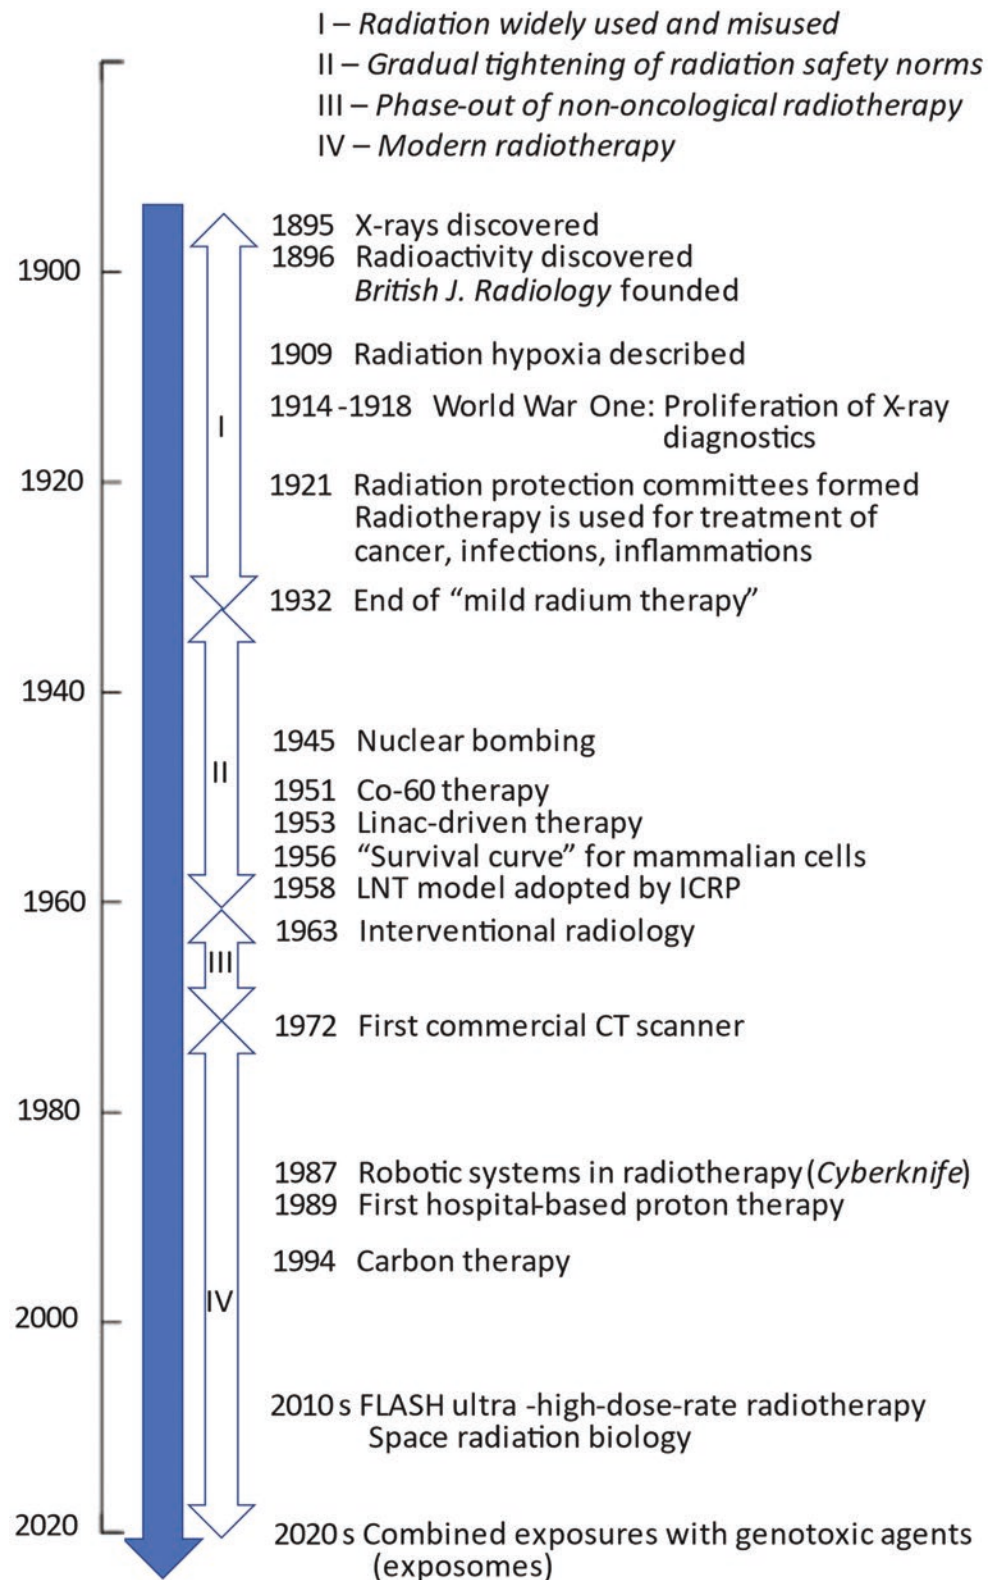 I – Radiation widely used and misused
II – Gradual tightening of radiation safety norms
III – Phase-out of non-oncological radiotherapy
IV – Modern radiotherapy
1895 X-rays discovered
1896 Radioactivity discovered
British J. Radiology founded
1900
1909 Radiation hypoxia described
1914-1918 World War One: Proliferation of X-ray
diagnostics
I
1920
1921 Radiation protection committees formed
Radiotherapy is used for treatment of
cancer, infections, inflammations
1932 End of “mild radium therapy”
1940
1945 Nuclear bombing
II
1951 Co-60 therapy
1953 Linac-driven therapy
1956 “Survival curve” for mammalian cells
1958 LNT model adopted by ICRP
1960
1963 Interventional radiology
III
1972 First commercial CT scanner
1980
1987 Robotic systems in radiotherapy (Cyberknife)
1989 First hospital-based proton therapy
1994 Carbon therapy
IV
2000
2010s FLASH ultra -high-dose-rate radiotherapy
Space radiation biology
2020
2020s Combined exposures with genotoxic agents
(exposomes)